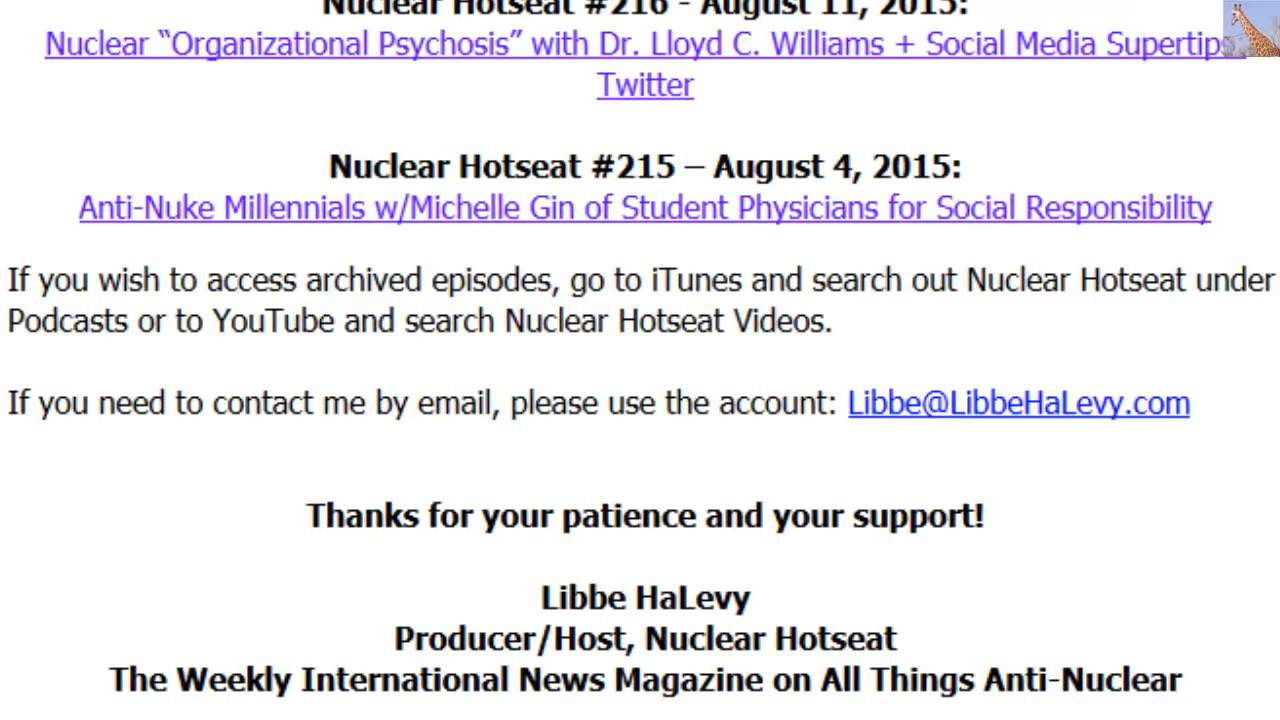 Nuclear Hotseat #216 - August 11, 2015:
Nuclear “Organizational Psychosis” with Dr. Lloyd C. Williams + Social Media Supertips
Twitter
Nuclear Hotseat #215 – August 4, 2015:
Anti-Nuke Millennials w/Michelle Gin of Student Physicians for Social Responsibility
If you wish to access archived episodes, go to iTunes and search out Nuclear Hotseat under
Podcasts or to YouTube and search Nuclear Hotseat Videos.
If you need to contact me by email, please use the account: Libbe@LibbeHaLevy.com
Thanks for your patience and your support!
Libbe HaLevy
Producer/Host, Nuclear Hotseat
The Weekly International News Magazine on All Things Anti-Nuclear